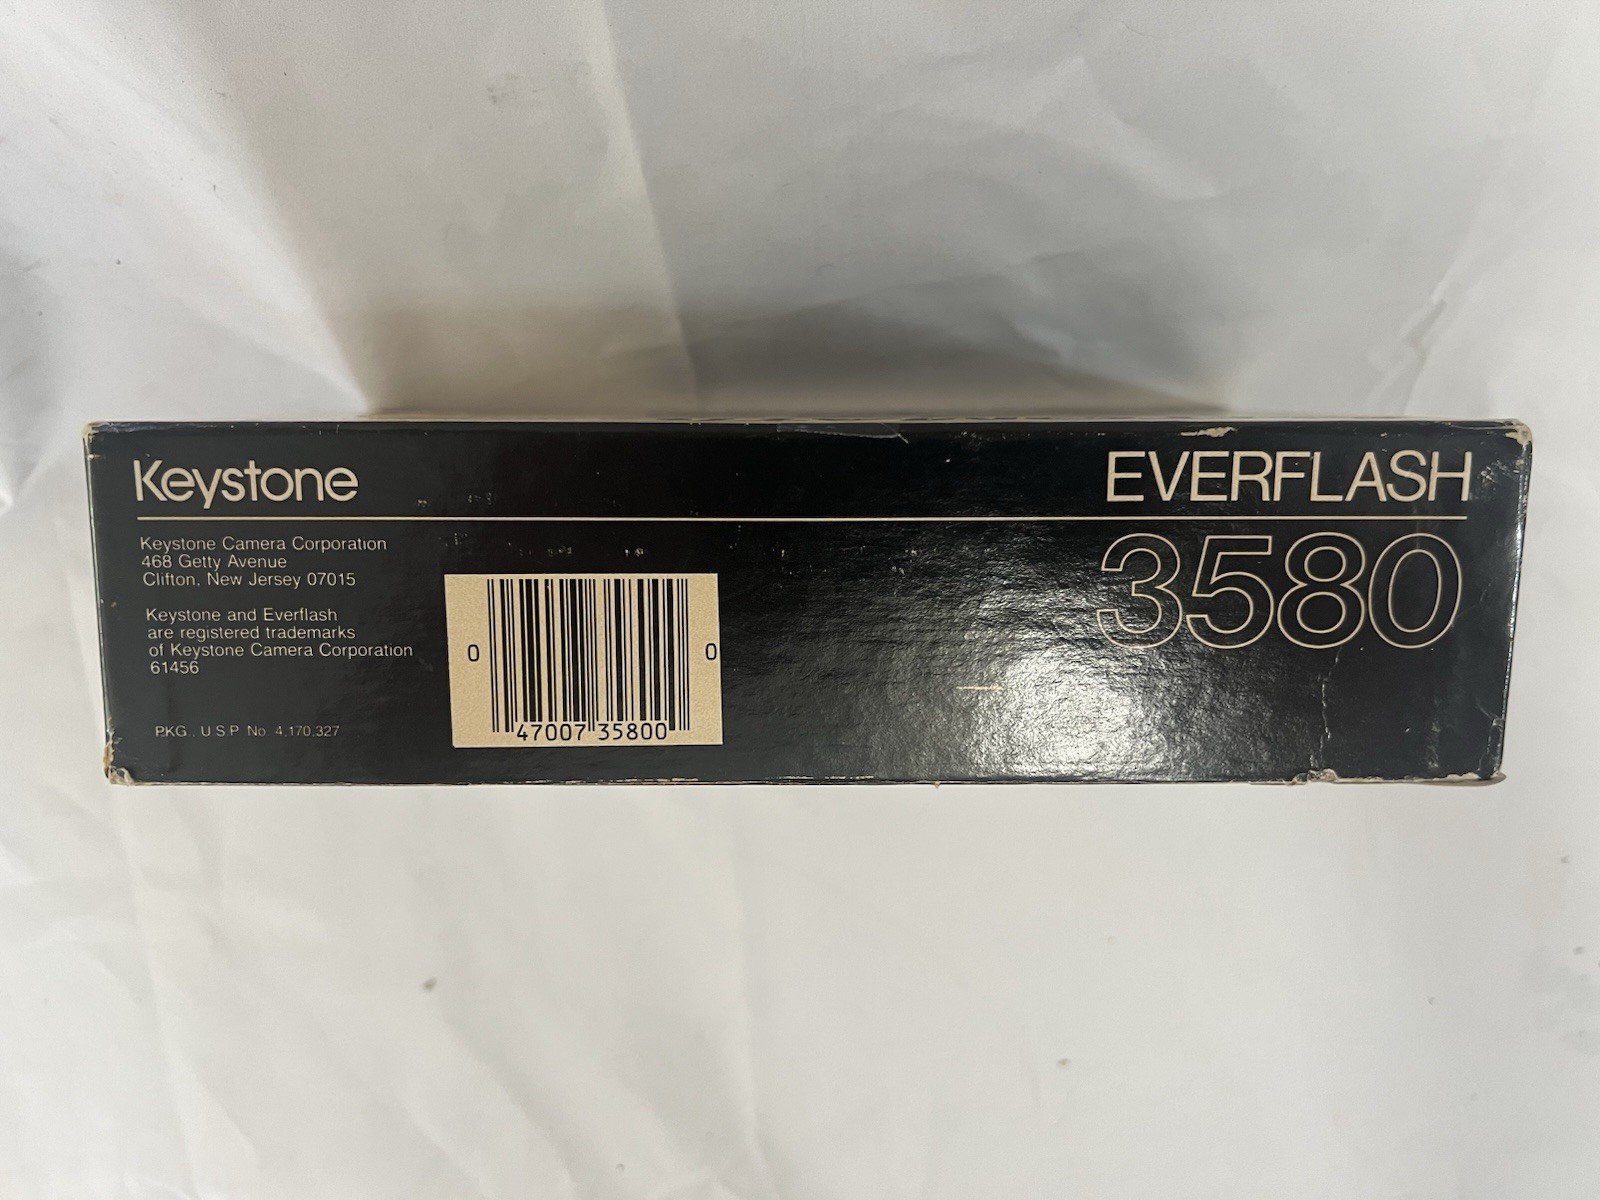 Keystone
EVERFLASH
3580
Keystone Camera Corporation
468 Getty Avenue
Clifton, New Jersey 07015
Keystone and Everflash
are registered trademarks
of Keystone Camera Corporation
61456
PKG. U.S.P. No. 4,170,327
0 47007 35800 0